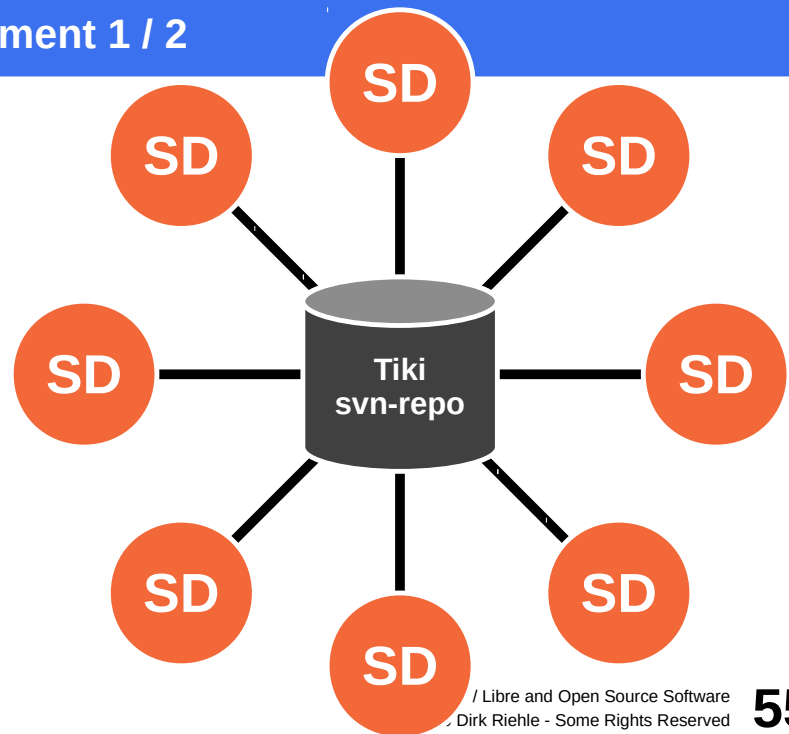 ment 1 / 2
SD
SD
SD
SD
Tiki
svn-repo
SD
SD
SD
SD
/ Libre and Open Source Software
Dirk Riehle - Some Rights Reserved
55